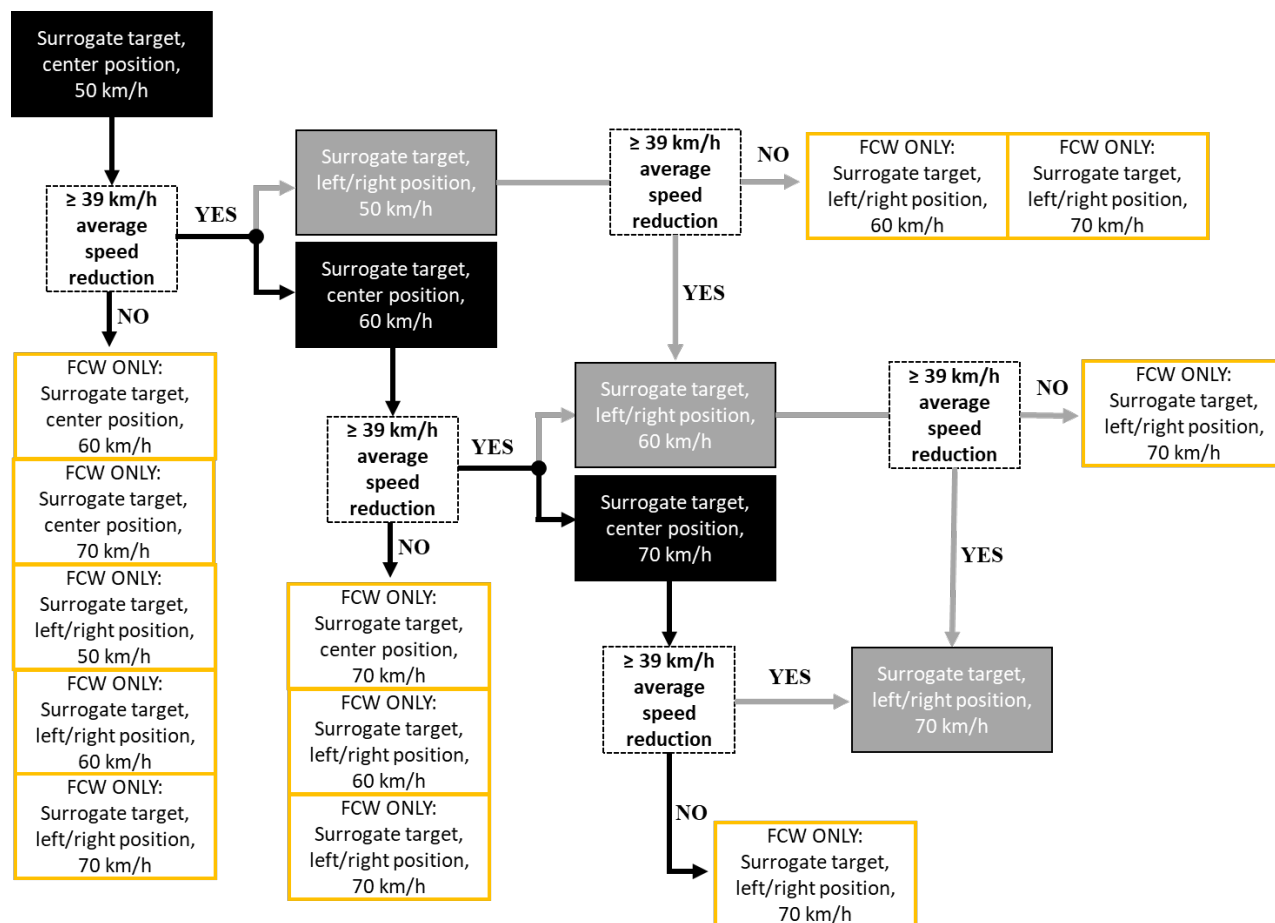 Surrogate target,
center position,
50 km/h
≥ 39 km/h
average
speed
reduction
YES
NO
Surrogate target,
left/right position,
50 km/h
Surrogate target,
center position,
60 km/h
≥ 39 km/h
average
speed
reduction
NO
YES
FCW ONLY:
Surrogate target,
left/right position,
60 km/h
FCW ONLY:
Surrogate target,
left/right position,
70 km/h
FCW ONLY:
Surrogate target,
center position,
60 km/h
FCW ONLY:
Surrogate target,
center position,
70 km/h
FCW ONLY:
Surrogate target,
left/right position,
50 km/h
FCW ONLY:
Surrogate target,
left/right position,
60 km/h
FCW ONLY:
Surrogate target,
left/right position,
70 km/h
≥ 39 km/h
average
speed
reduction
YES
NO
FCW ONLY:
Surrogate target,
center position,
70 km/h
FCW ONLY:
Surrogate target,
left/right position,
60 km/h
FCW ONLY:
Surrogate target,
left/right position,
70 km/h
Surrogate target,
left/right position,
60 km/h
Surrogate target,
center position,
70 km/h
≥ 39 km/h
average
speed
reduction
NO
YES
FCW ONLY:
Surrogate target,
left/right position,
70 km/h
≥ 39 km/h
average
speed
reduction
YES
NO
Surrogate target,
left/right position,
70 km/h
FCW ONLY:
Surrogate target,
left/right position,
70 km/h